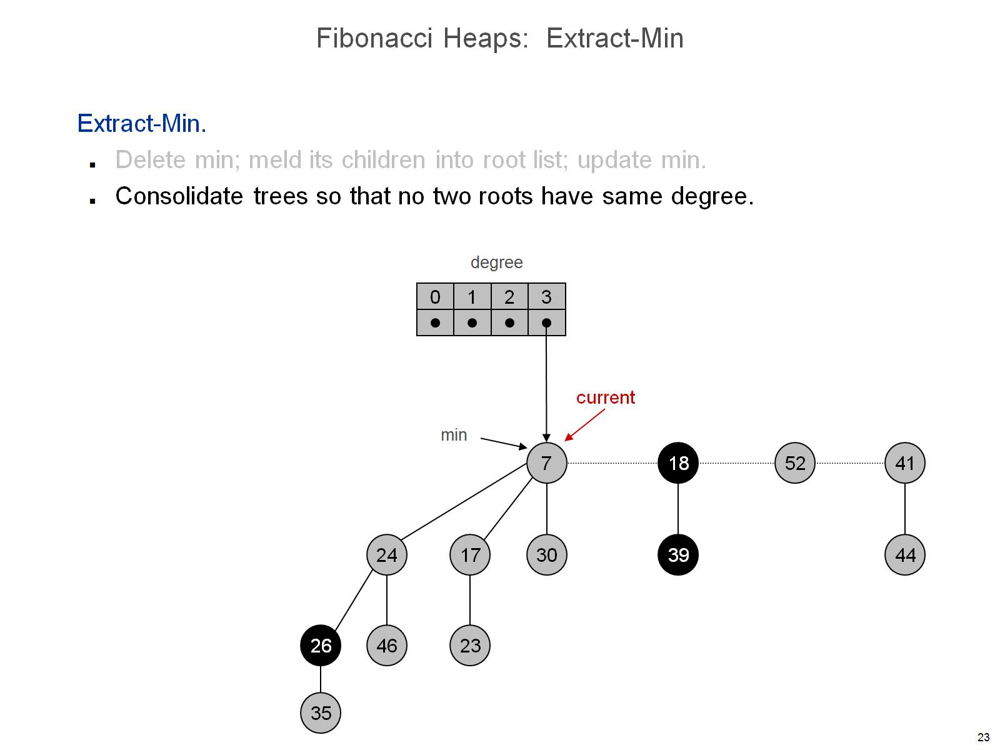 Fibonacci Heaps: Extract-Min
Extract-Min.
Delete min; meld its children into root list; update min.
Consolidate trees so that no two roots have same degree.
degree
0 1 2 3
current
min
7 18 52 41
24 17 30 39 44
26 46 23
35
23